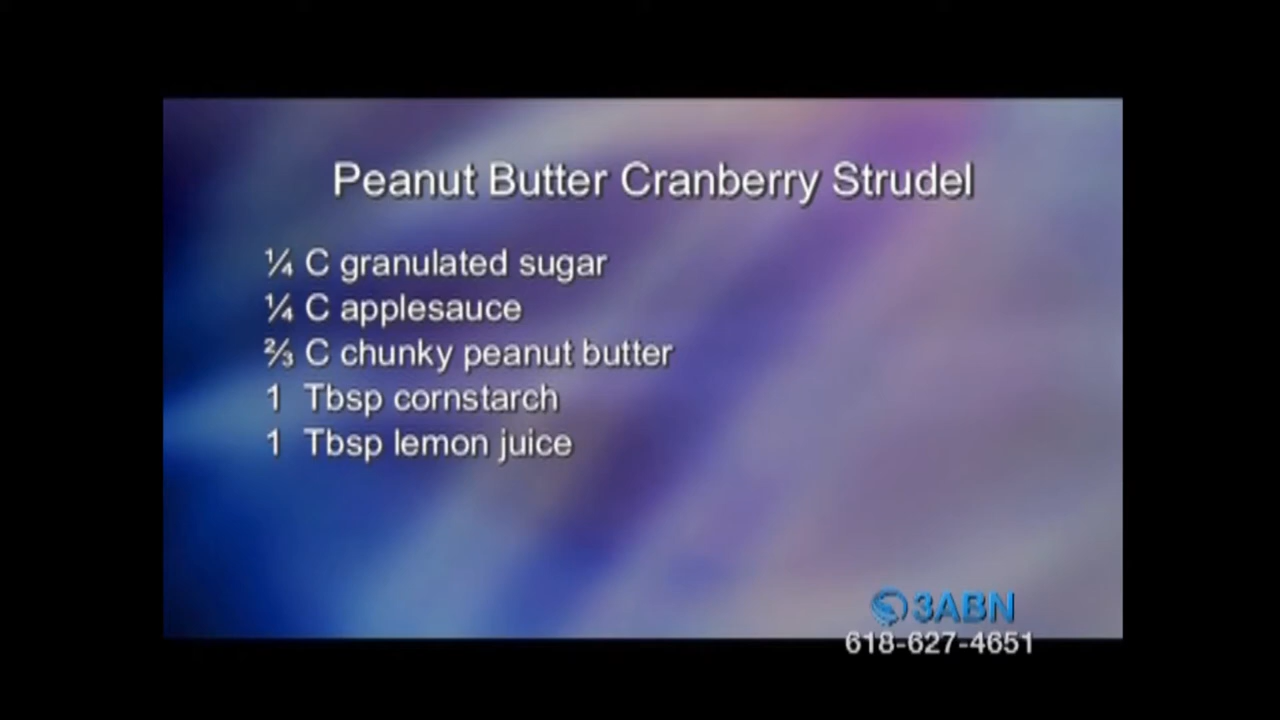 Peanut Butter Cranberry Strudel
¼ C granulated sugar
¼ C applesauce
⅔ C chunky peanut butter
1 Tbsp cornstarch
1 Tbsp lemon juice
3ABN
618-627-4651